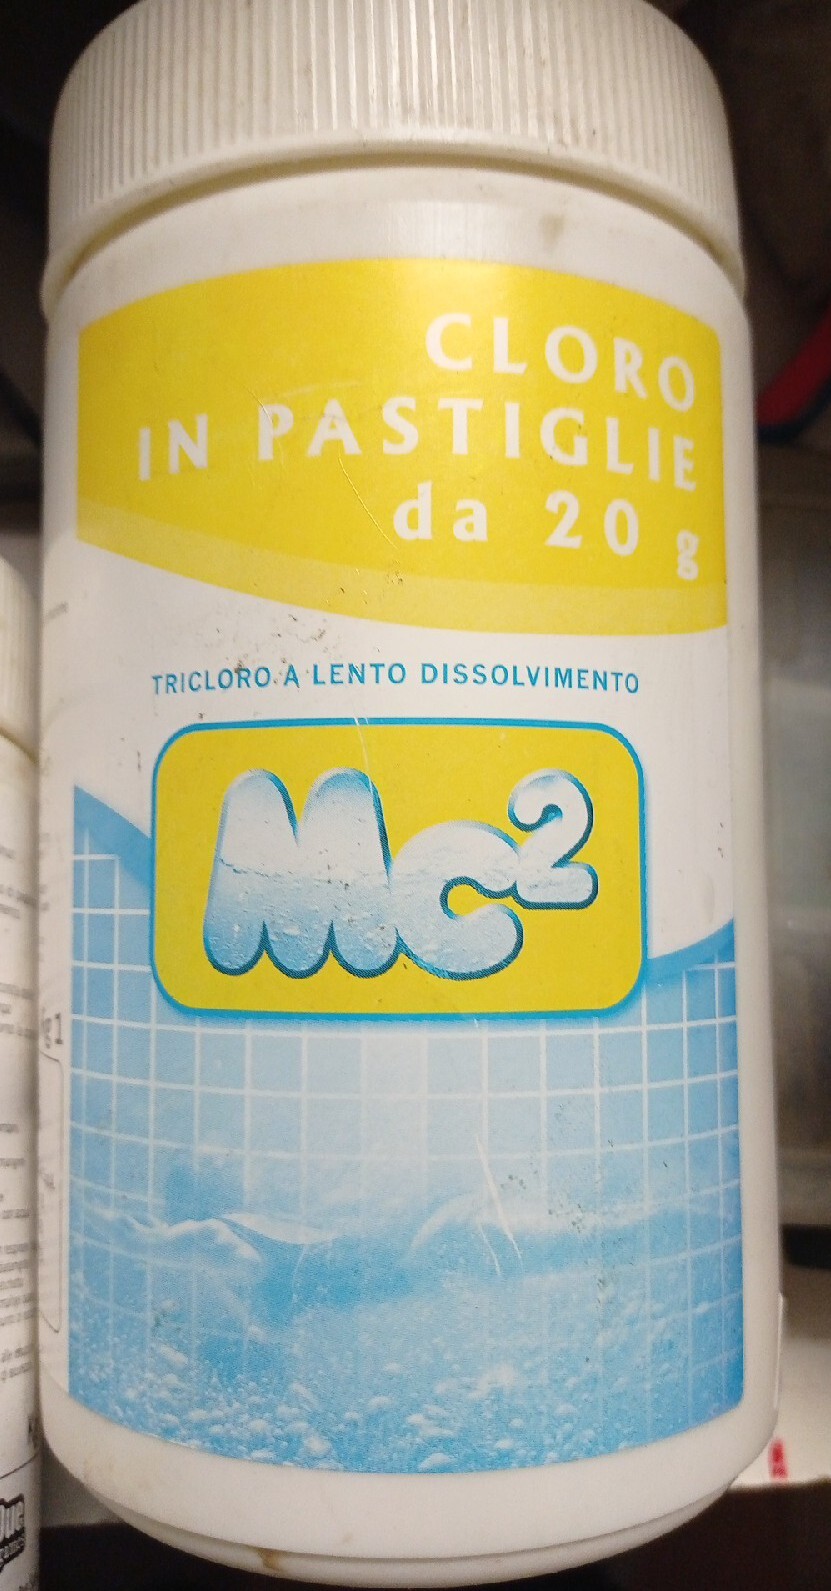 CLORO
IN PASTIGLIE
da 20 g
TRICLORO A LENTO DISSOLVIMENTO
Mc²